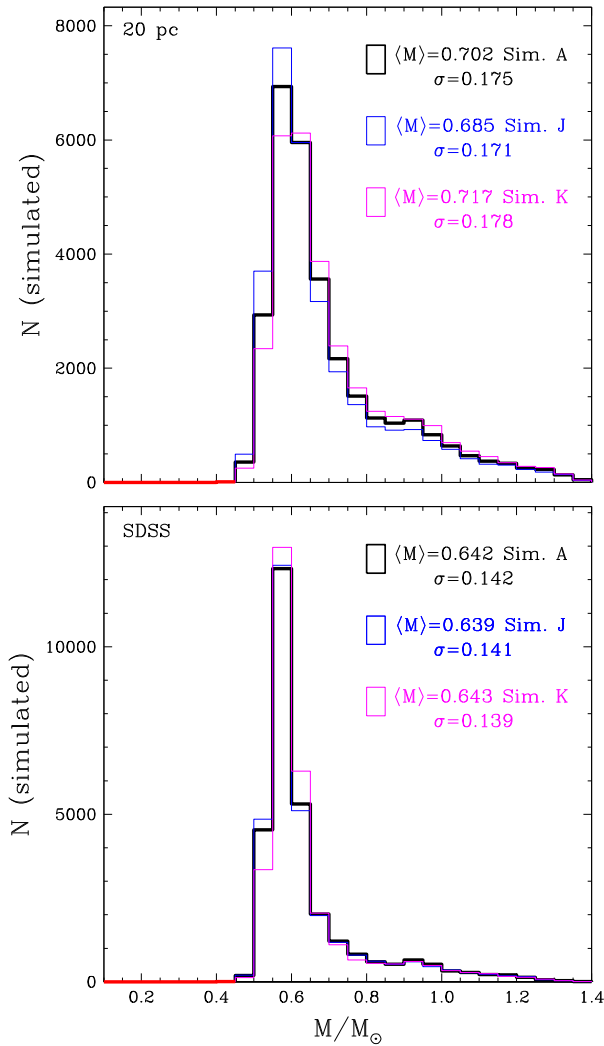 20 pc
⟨M⟩=0.702 Sim. A
σ=0.175
⟨M⟩=0.685 Sim. J
σ=0.171
⟨M⟩=0.717 Sim. K
σ=0.178
8000
6000
4000
2000
0
N (simulated)
SDSS
⟨M⟩=0.642 Sim. A
σ=0.142
⟨M⟩=0.639 Sim. J
σ=0.141
⟨M⟩=0.643 Sim. K
σ=0.139
10000
5000
0
N (simulated)
0.2 0.4 0.6 0.8 1.0 1.2 1.4
M/M☉